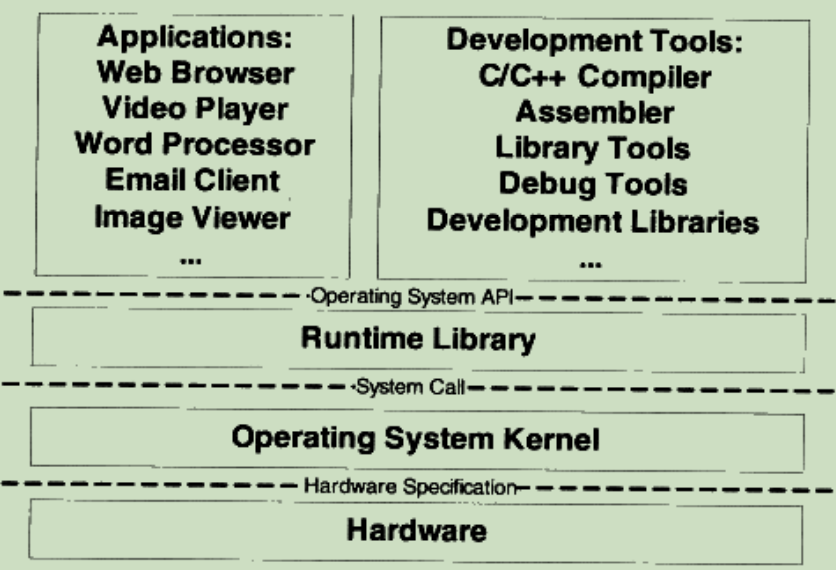 Applications:
Web Browser
Video Player
Word Processor
Email Client
Image Viewer
...
Development Tools:
C/C++ Compiler
Assembler
Library Tools
Debug Tools
Development Libraries
...
Operating System API
Runtime Library
System Call
Operating System Kernel
Hardware Specification
Hardware